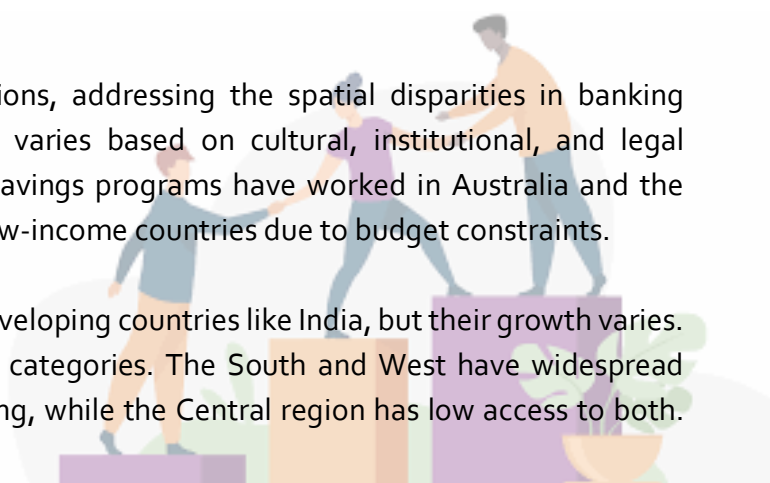 ions, addressing the spatial disparities in banking
varies based on cultural, institutional, and legal
avings programs have worked in Australia and the
w-income countries due to budget constraints.
veloping countries like India, but their growth varies.
categories. The South and West have widespread
ng, while the Central region has low access to both.